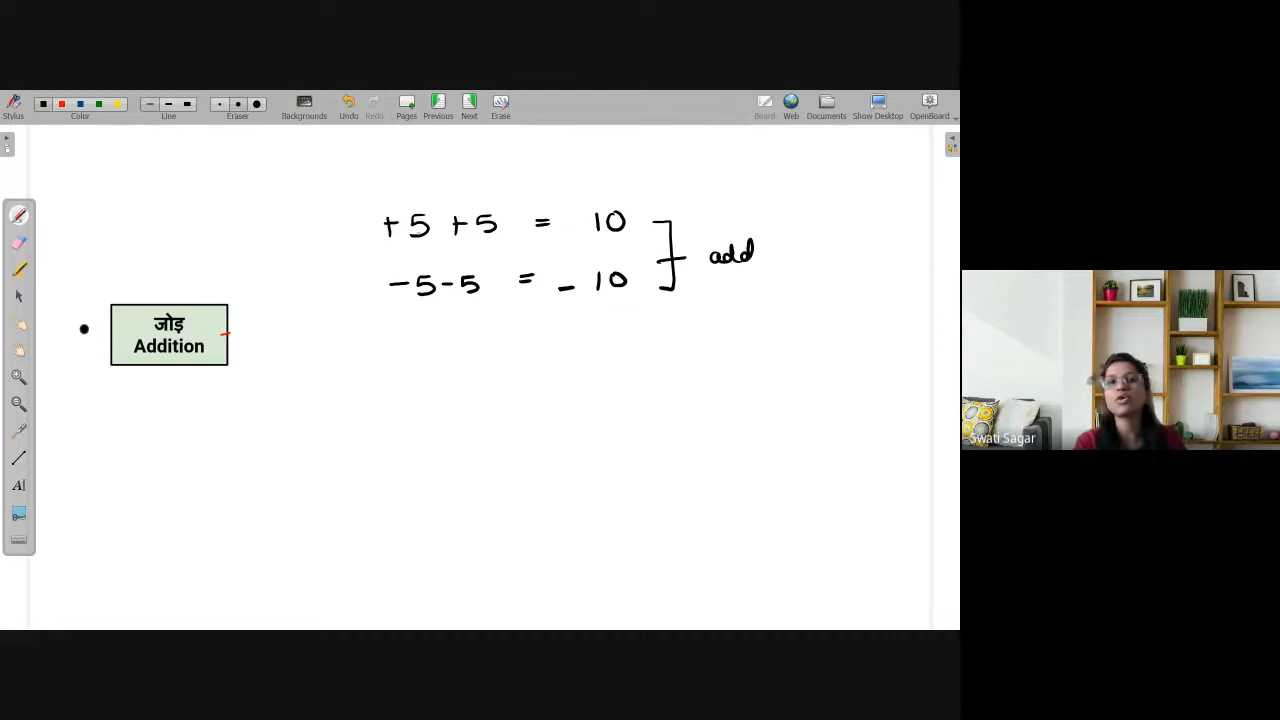 Stylus Color Line Eraser Backgrounds Undo Redo Pages Previous Next Erase Board Web Documents Show Desktop OpenBoard
+5 +5 = 10
-5-5 = -10
add
जोड़
Addition
Swati Sagar